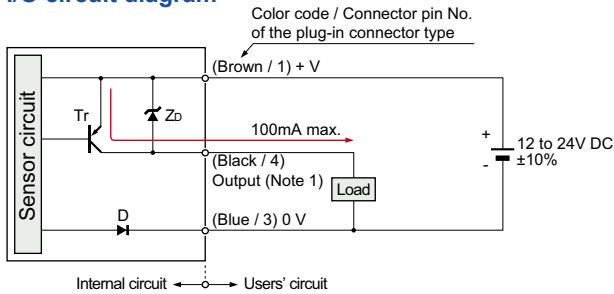 I/O circuit diagram
Color code / Connector pin No.
of the plug-in connector type
(Brown / 1) + V
Sensor circuit
Tr
ZD
100mA max.
+
12 to 24V DC
-
±10%
(Black / 4)
Output (Note 1)
Load
D
(Blue / 3) 0 V
Internal circuit
Users' circuit